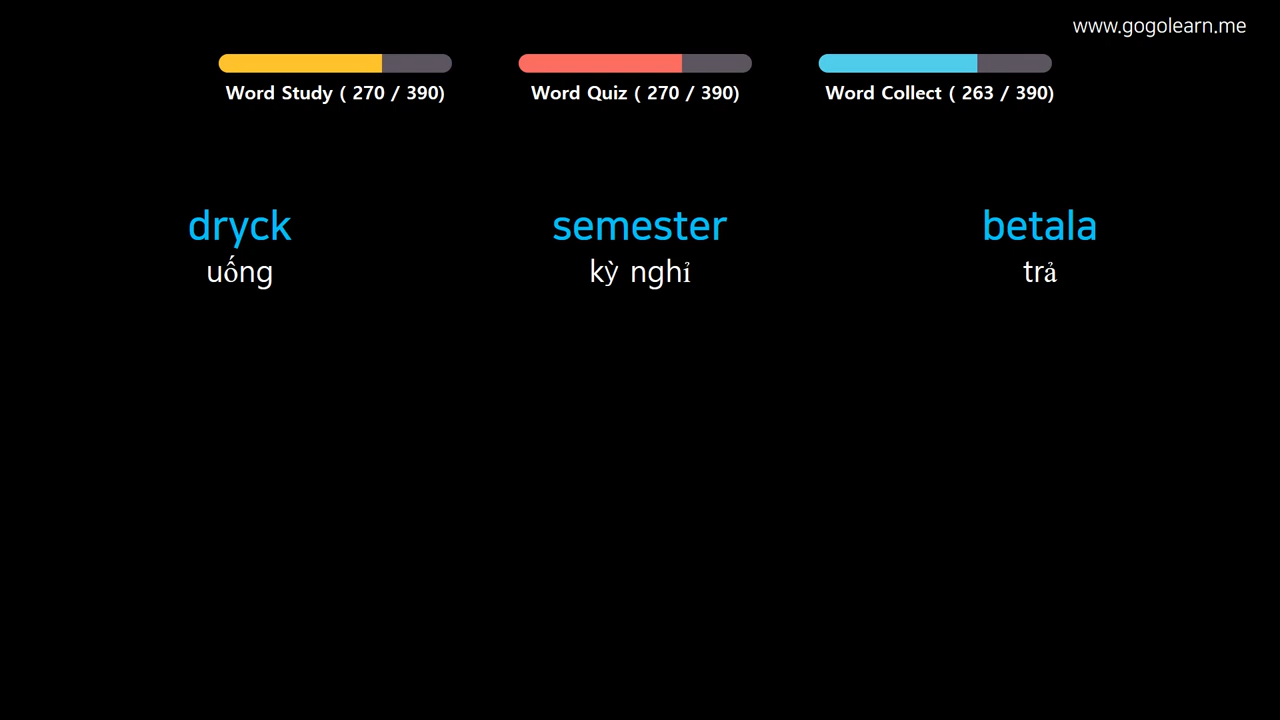 www.gogolearn.me
Word Study ( 270 / 390)
Word Quiz ( 270 / 390)
Word Collect ( 263 / 390)
dryck
uống
semester
kỳ nghỉ
betala
trả